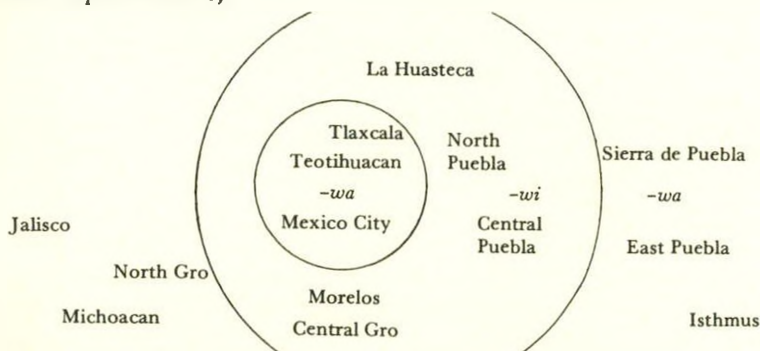 La Huasteca
Tlaxcala
North
Teotihuacan
Puebla
Sierra de Puebla
-wa
-wi
-wa
Jalisco
Mexico City
Central
Puebla
East Puebla
North Gro
Morelos
Michoacan
Central Gro
Isthmus